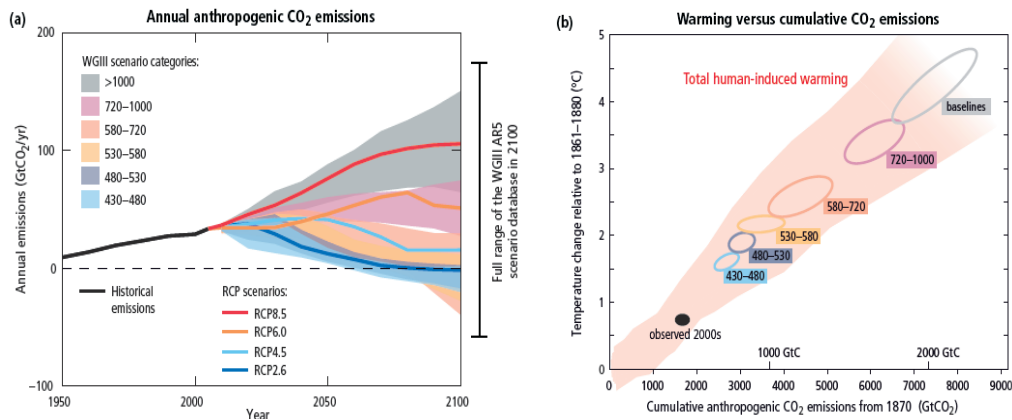 (a)
Annual anthropogenic CO₂ emissions
200
100
0
−100
Annual emissions (GtCO₂/yr)
WGIII scenario categories:
>1000
720−1000
580−720
530−580
480−530
430−480
Historical
emissions
RCP scenarios:
RCP8.5
RCP6.0
RCP4.5
RCP2.6
1950
2000
2050
2100
Year
Full range of the WGIII AR5
scenario database in 2100
(b)
Warming versus cumulative CO₂ emissions
5
4
3
2
1
0
Temperature change relative to 1861–1880 (°C)
Total human-induced warming
baselines
720–1000
580–720
530–580
480–530
430–480
observed 2000s
1000 GtC
2000 GtC
0
1000
2000
3000
4000
5000
6000
7000
8000
9000
Cumulative anthropogenic CO₂ emissions from 1870 (GtCO₂)